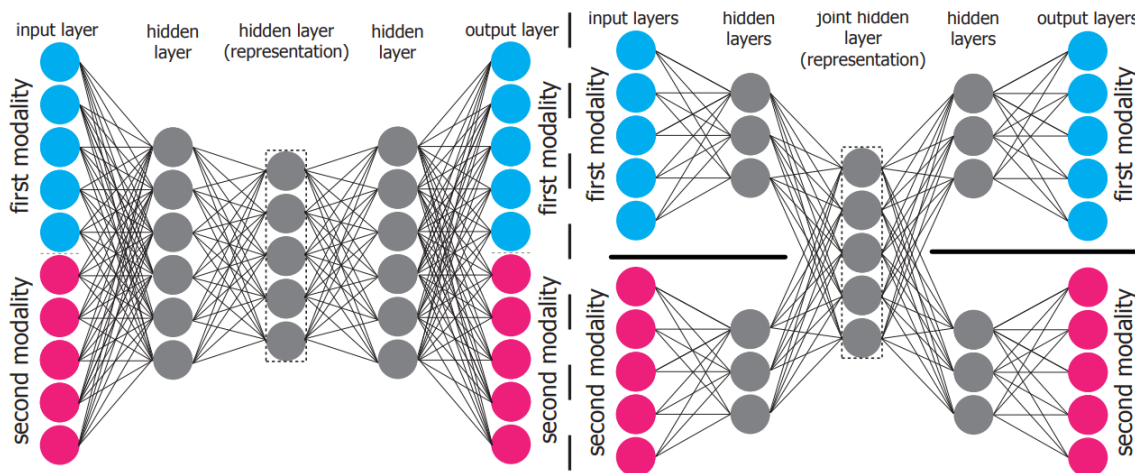 input layer
hidden
layer
hidden layer
(representation)
hidden
layer
output layer
first modality
second modality
first modality
second modality
input layers
hidden
layers
joint hidden
layer
(representation)
hidden
layers
output layers
first modality
second modality
first modality
second modality